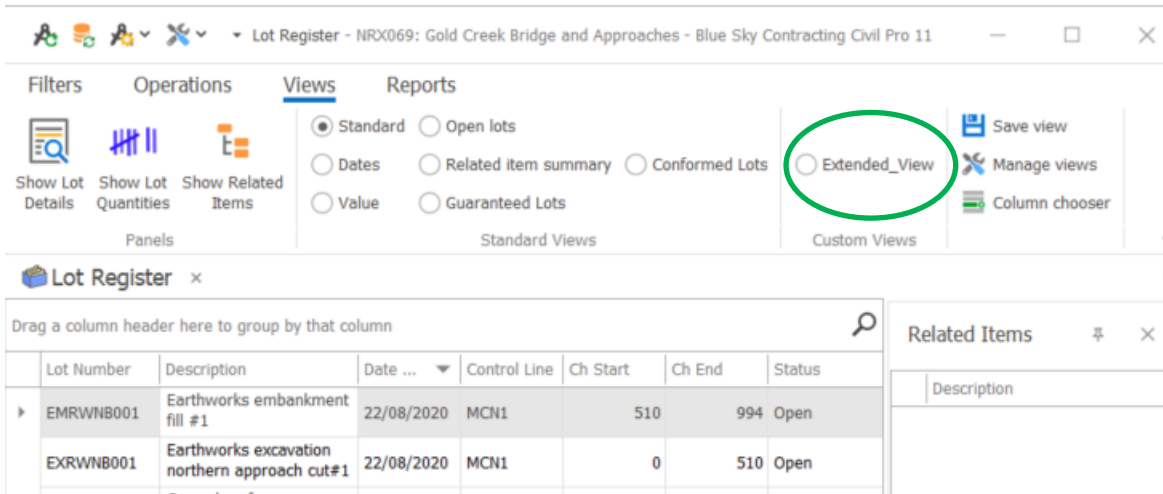 Lot Register - NRX069: Gold Creek Bridge and Approaches - Blue Sky Contracting Civil Pro 11
Filters Operations Views Reports
Standard Open lots
Dates Related item summary Conformed Lots
Value Guaranteed Lots
Extended_View
Save view
Manage views
Column chooser
Show Lot Details
Show Lot Quantities
Show Related Items
Panels Standard Views Custom Views
Lot Register
Drag a column header here to group by that column
Related Items
Lot Number Description Date ... Control Line Ch Start Ch End Status
Description
EMRWNB001 Earthworks embankment fill #1 22/08/2020 MCN1 510 994 Open
EXRWNB001 Earthworks excavation northern approach cut#1 22/08/2020 MCN1 0 510 Open